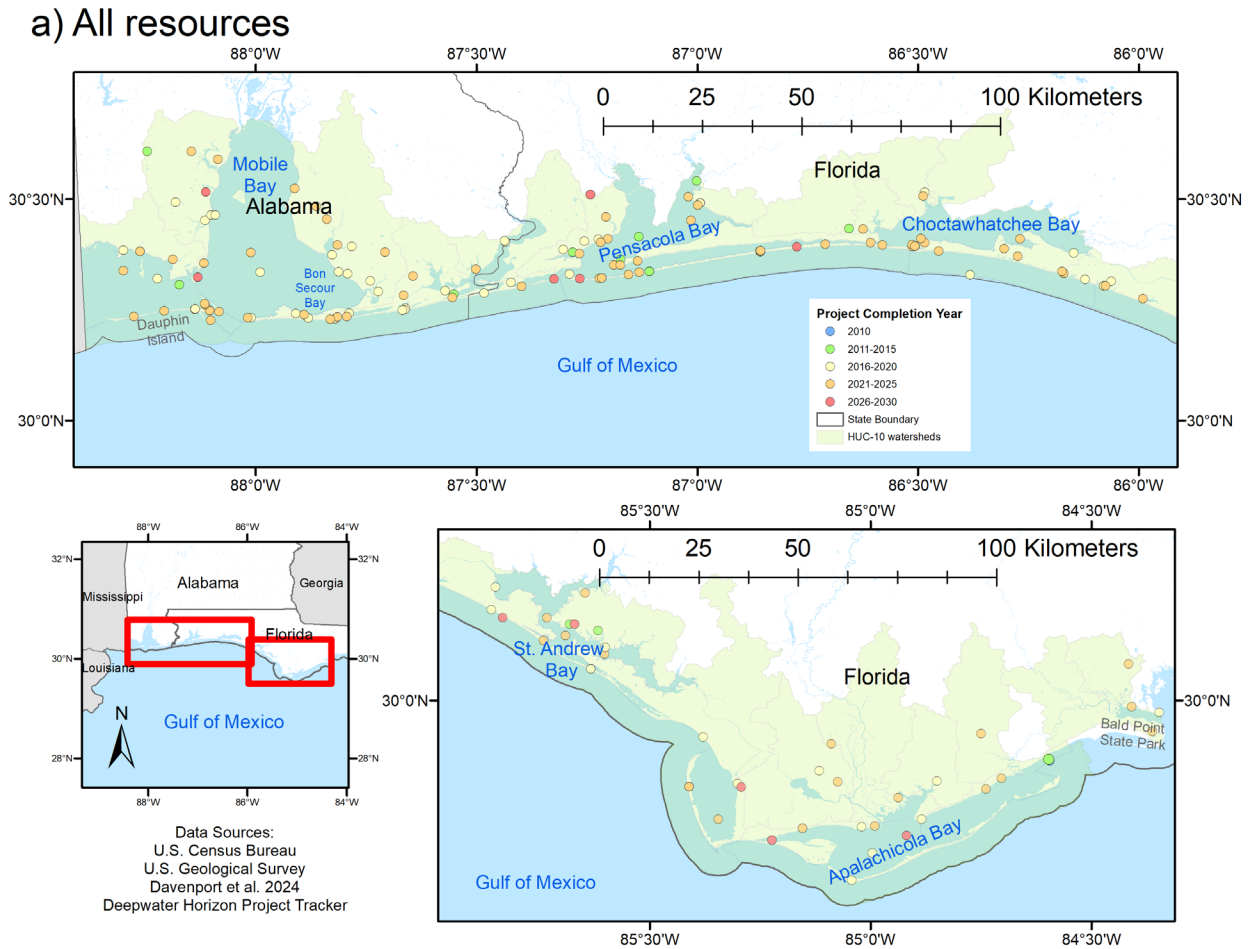 a) All resources
88°0'W
87°30'W
87°0'W
86°30'W
86°0'W
0
25
50
100 Kilometers
Mobile
Bay
Alabama
Florida
30°30'N
30°30'N
Choctawhatchee Bay
Pensacola Bay
Bon
Secour
Bay
Dauphin
Island
Gulf of Mexico
Project Completion Year
2010
2011-2015
2016-2020
2021-2025
2026-2030
State Boundary
HUC-10 watersheds
30°0'N
30°0'N
88°0'W
87°30'W
87°0'W
86°30'W
86°0'W
88°W
86°W
84°W
32°N
32°N
Alabama
Georgia
Mississippi
Florida
30°N
30°N
Louisiana
Gulf of Mexico
N
28°N
28°N
88°W
86°W
84°W
Data Sources:
U.S. Census Bureau
U.S. Geological Survey
Davenport et al. 2024
Deepwater Horizon Project Tracker
85°30'W
85°0'W
84°30'W
0
25
50
100 Kilometers
St. Andrew
Bay
Florida
30°0'N
30°0'N
Bald Point
State Park
Apalachicola Bay
Gulf of Mexico
85°30'W
85°0'W
84°30'W